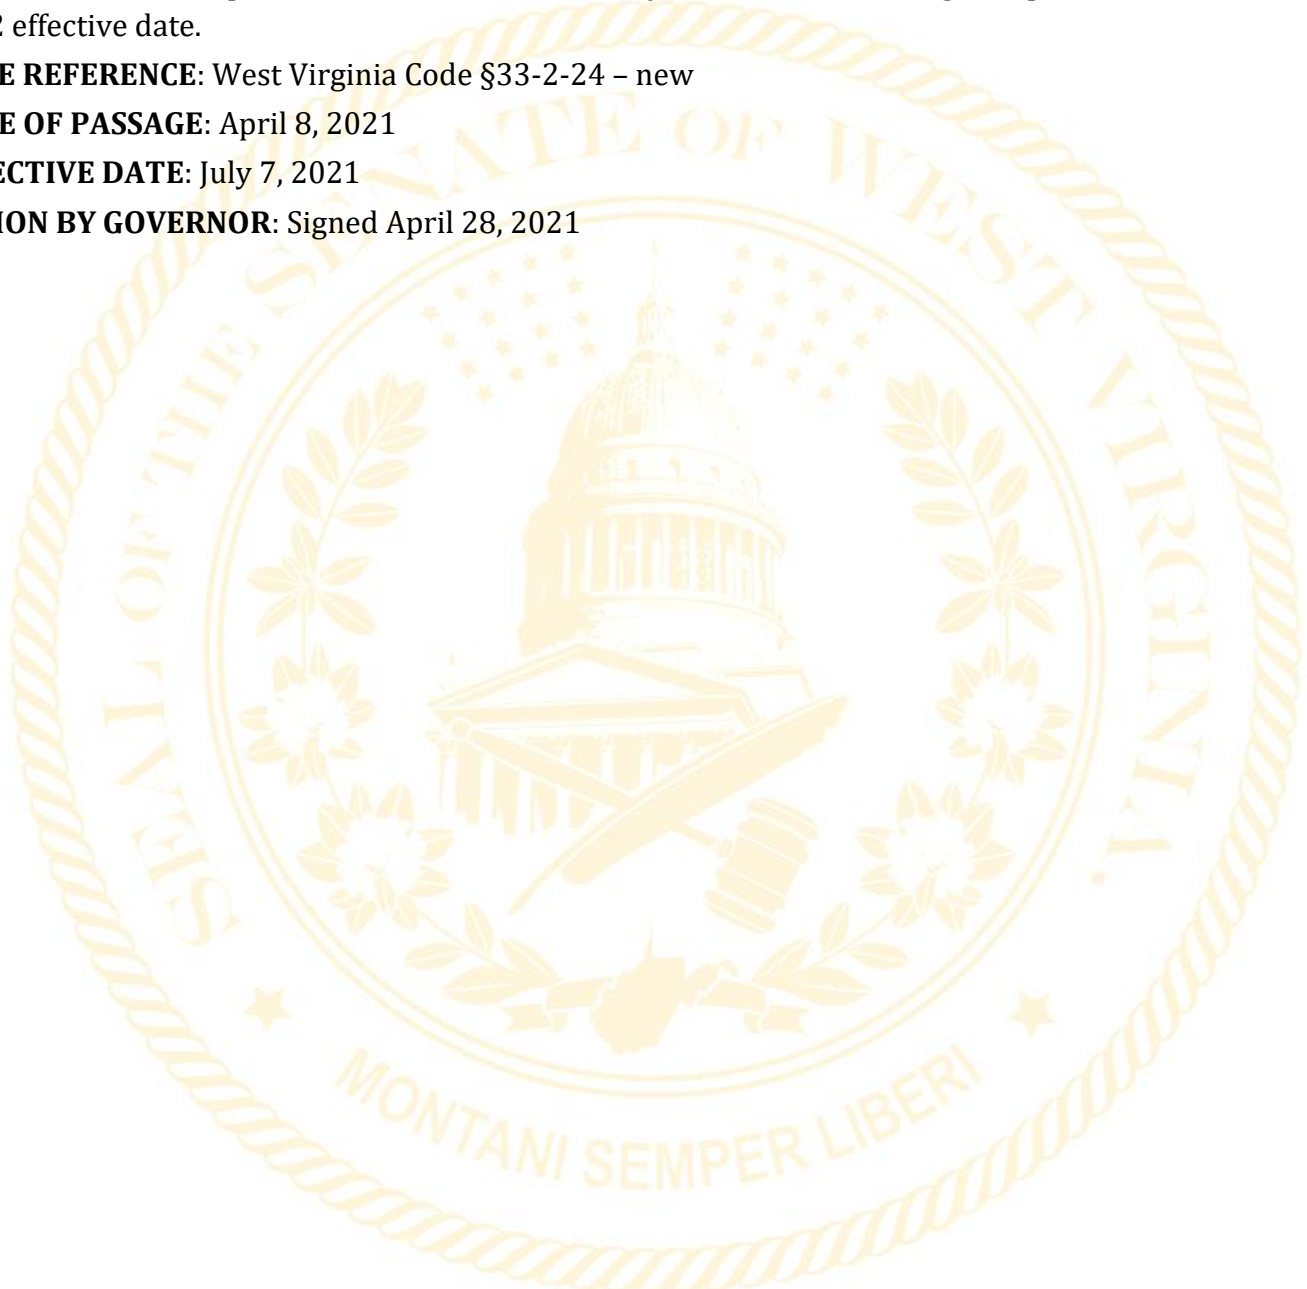 2 effective date.
E REFERENCE: West Virginia Code §33-2-24 – new
E OF PASSAGE: April 8, 2021
ECTIVE DATE: July 7, 2021
ION BY GOVERNOR: Signed April 28, 2021
SEAL OF THE SENATE OF WEST VIRGINIA
MONTANI SEMPER LIBERI